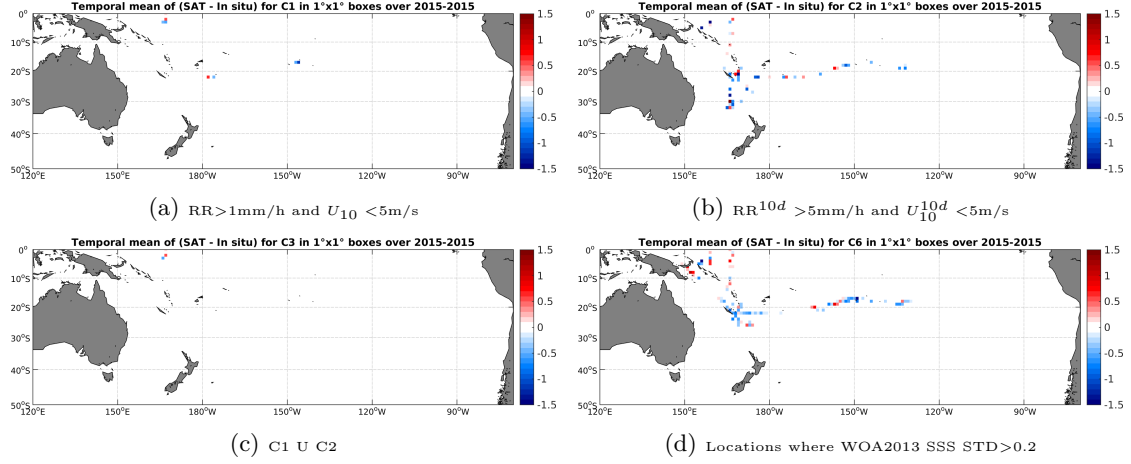 Temporal mean of (SAT - In situ) for C1 in 1°x1° boxes over 2015-2015
0°
10°S
20°S
30°S
40°S
50°S
120°E 150°E 180°W 150°W 120°W 90°W
1.5
1
0.5
0
-0.5
-1
-1.5
(a) RR>1mm/h and U10 <5m/s
Temporal mean of (SAT - In situ) for C2 in 1°x1° boxes over 2015-2015
0°
10°S
20°S
30°S
40°S
50°S
120°E 150°E 180°W 150°W 120°W 90°W
1.5
1
0.5
0
-0.5
-1
-1.5
(b) RR^10d >5mm/h and U10^10d <5m/s
Temporal mean of (SAT - In situ) for C3 in 1°x1° boxes over 2015-2015
0°
10°S
20°S
30°S
40°S
50°S
120°E 150°E 180°W 150°W 120°W 90°W
1.5
1
0.5
0
-0.5
-1
-1.5
(c) C1 U C2
Temporal mean of (SAT - In situ) for C6 in 1°x1° boxes over 2015-2015
0°
10°S
20°S
30°S
40°S
50°S
120°E 150°E 180°W 150°W 120°W 90°W
1.5
1
0.5
0
-0.5
-1
-1.5
(d) Locations where WOA2013 SSS STD>0.2